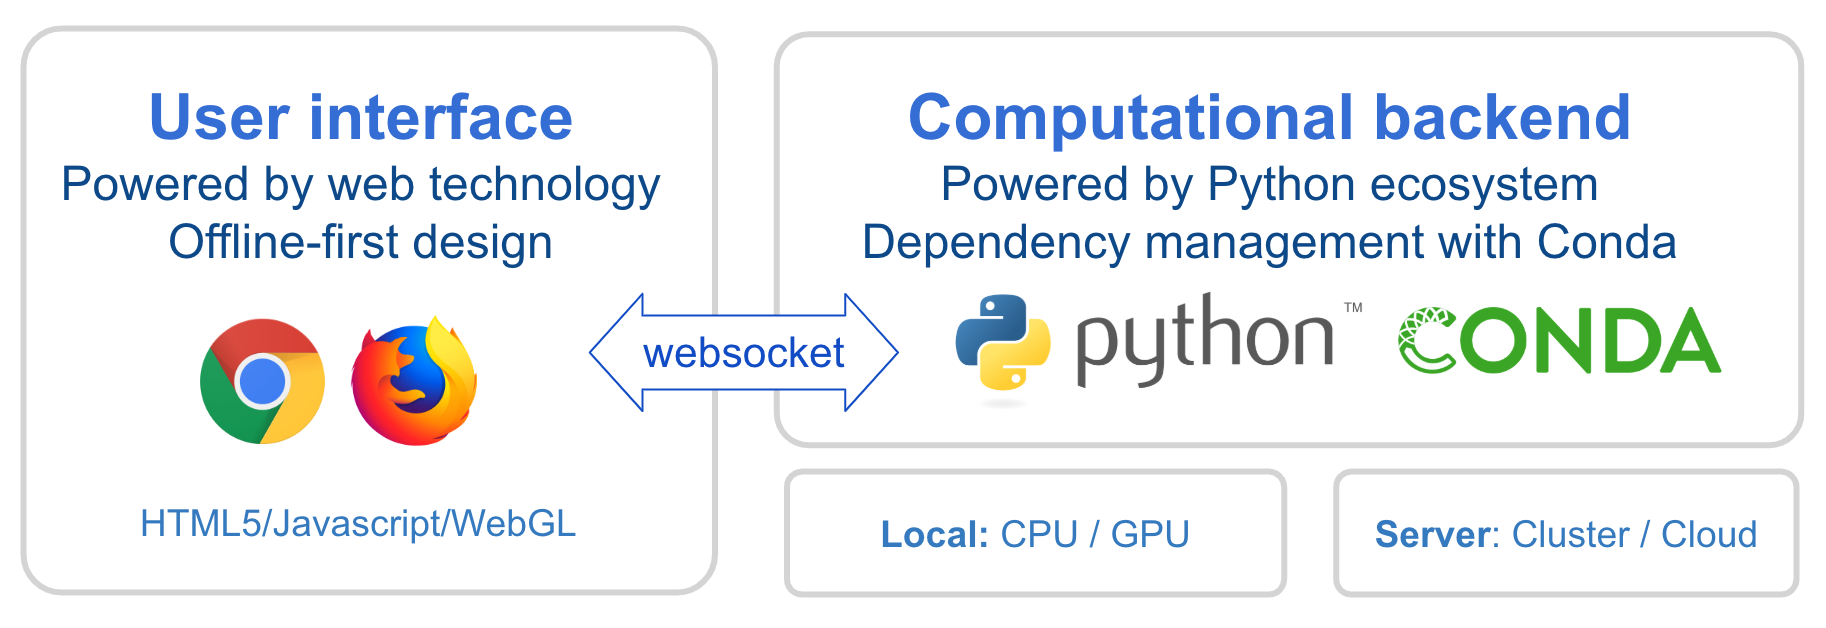 User interface
Powered by web technology
Offline-first design
HTML5/Javascript/WebGL
websocket
Computational backend
Powered by Python ecosystem
Dependency management with Conda
python™
CONDA
Local: CPU / GPU
Server: Cluster / Cloud